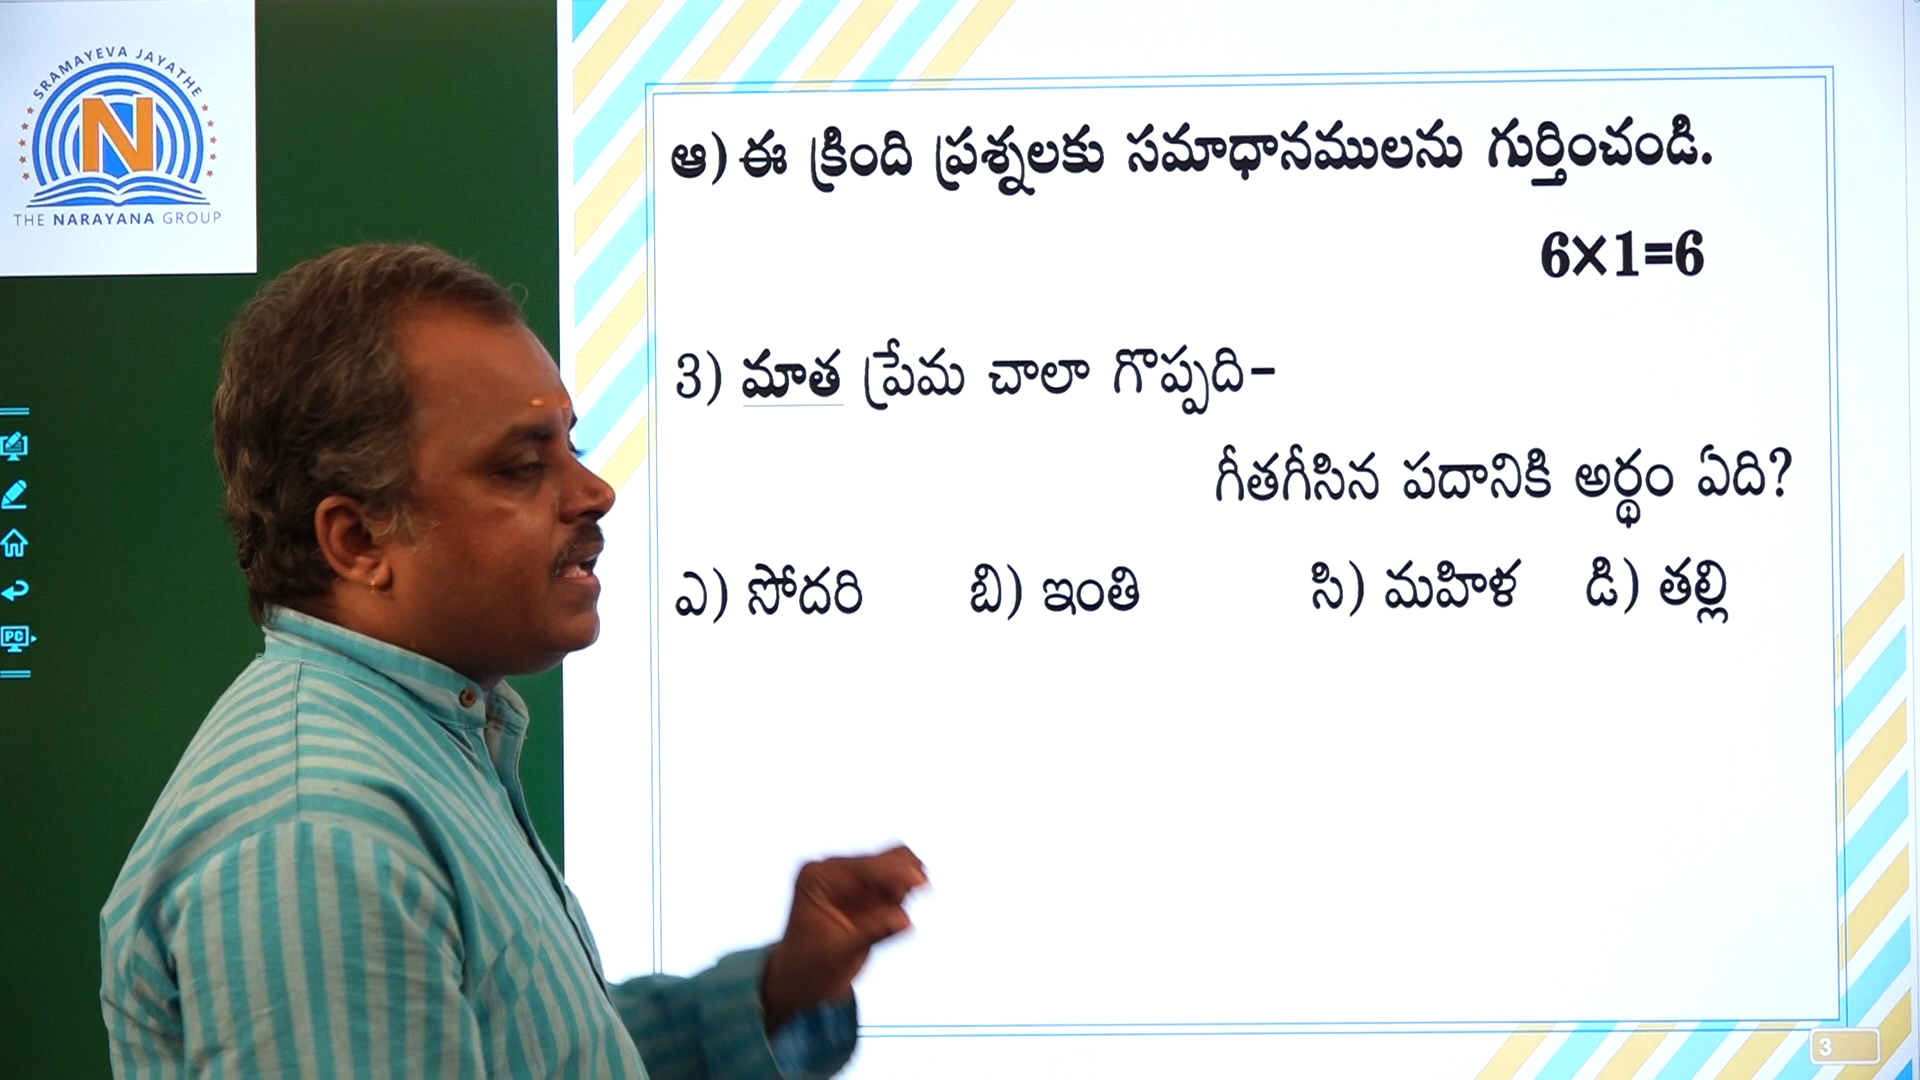 SRAMAYEVA JAYATHE
N
THE NARAYANA GROUP
ఆ) ఈ క్రింది ప్రశ్నలకు సమాధానములను గుర్తించండి.
6×1=6
3) మాత ప్రేమ చాలా గొప్పది-
గీతగీసిన పదానికి అర్థం ఏది?
ఎ) సోదరి బి) ఇంతి సి) మహిళ డి) తల్లి
PC
3